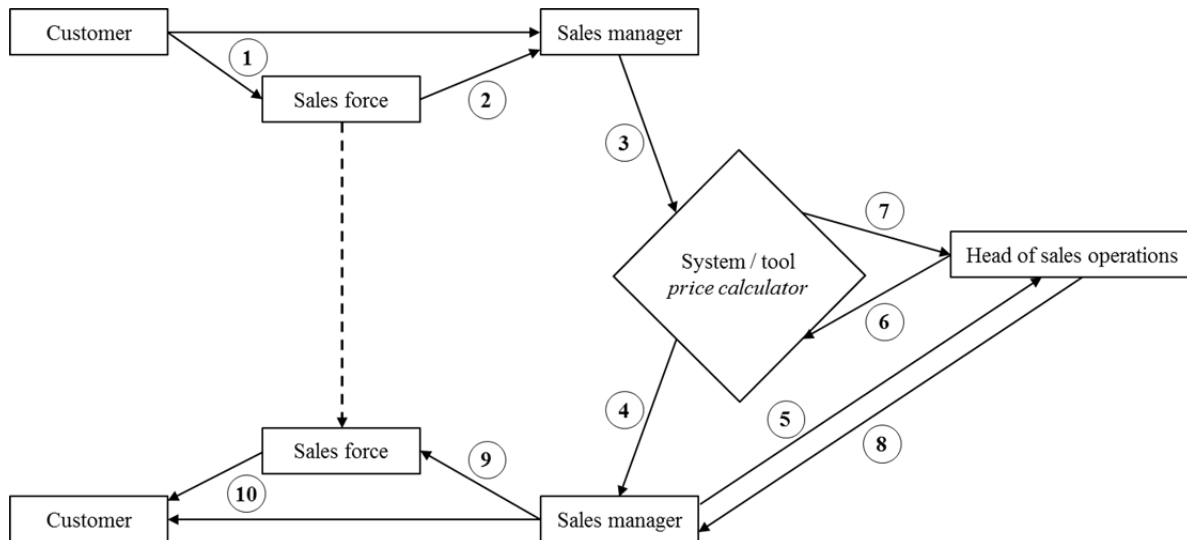 Customer
Sales manager
1
Sales force
2
3
7
System / tool
price calculator
Head of sales operations
6
4
5
8
Sales force
9
10
Customer
Sales manager